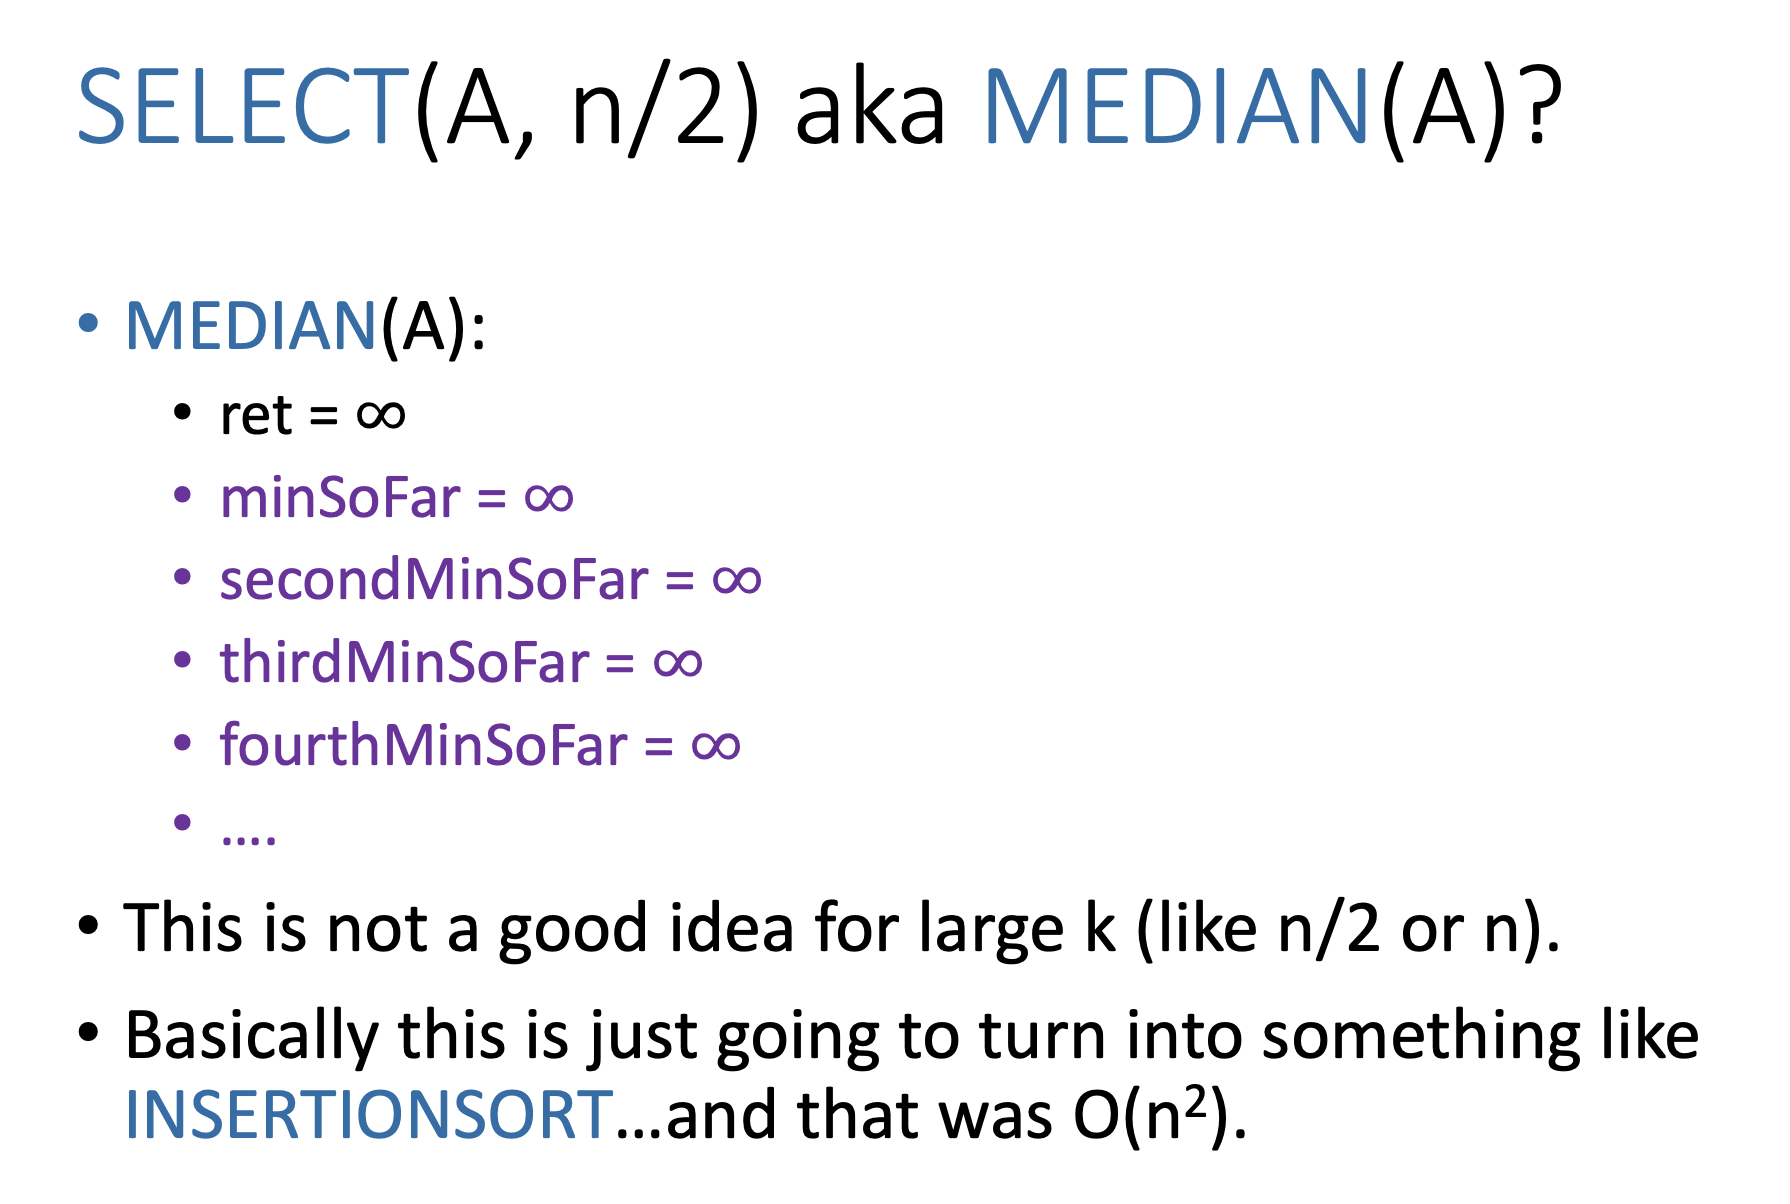 SELECT(A, n/2) aka MEDIAN(A)?
• MEDIAN(A):
• ret = ∞
• minSoFar = ∞
• secondMinSoFar = ∞
• thirdMinSoFar = ∞
• fourthMinSoFar = ∞
• ....
• This is not a good idea for large k (like n/2 or n).
• Basically this is just going to turn into something like
INSERTIONSORT…and that was O(n²).